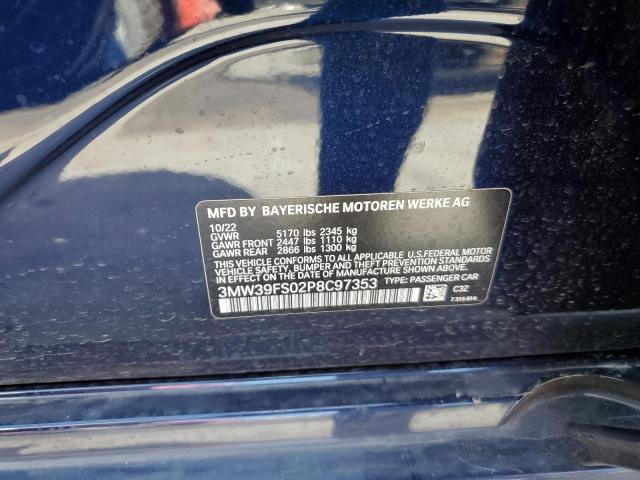 MFD BY BAYERISCHE MOTOREN WERKE AG
10/22
GVWR 5170 lbs 2345 kg
GAWR FRONT 2447 lbs 1110 kg
GAWR REAR 2866 lbs 1300 kg
THIS VEHICLE CONFORMS TO ALL APPLICABLE U.S.FEDERAL MOTOR
VEHICLE SAFETY, BUMPER, AND THEFT PREVENTION STANDARDS
IN EFFECT ON THE DATE OF MANUFACTURE SHOWN ABOVE.
3MW39FS02P8C97353 TYPE: PASSENGER CAR
C3Z